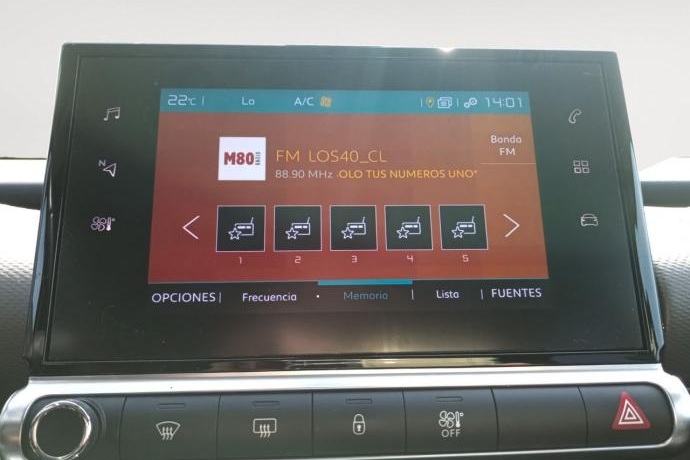 22°C Lo A/C 14:01
M80 RADIO
FM LOS40_CL
88.90 MHz OLO TUS NUMEROS UNO"
Banda
FM
N
1 2 3 4 5
OPCIONES Frecuencia Memoria Lista FUENTES
OFF